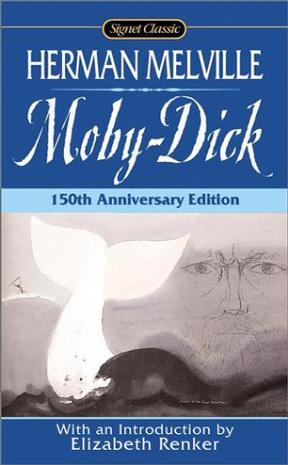 Signet Classic
HERMAN MELVILLE
Moby-Dick
150th Anniversary Edition
With an Introduction by
Elizabeth Renker